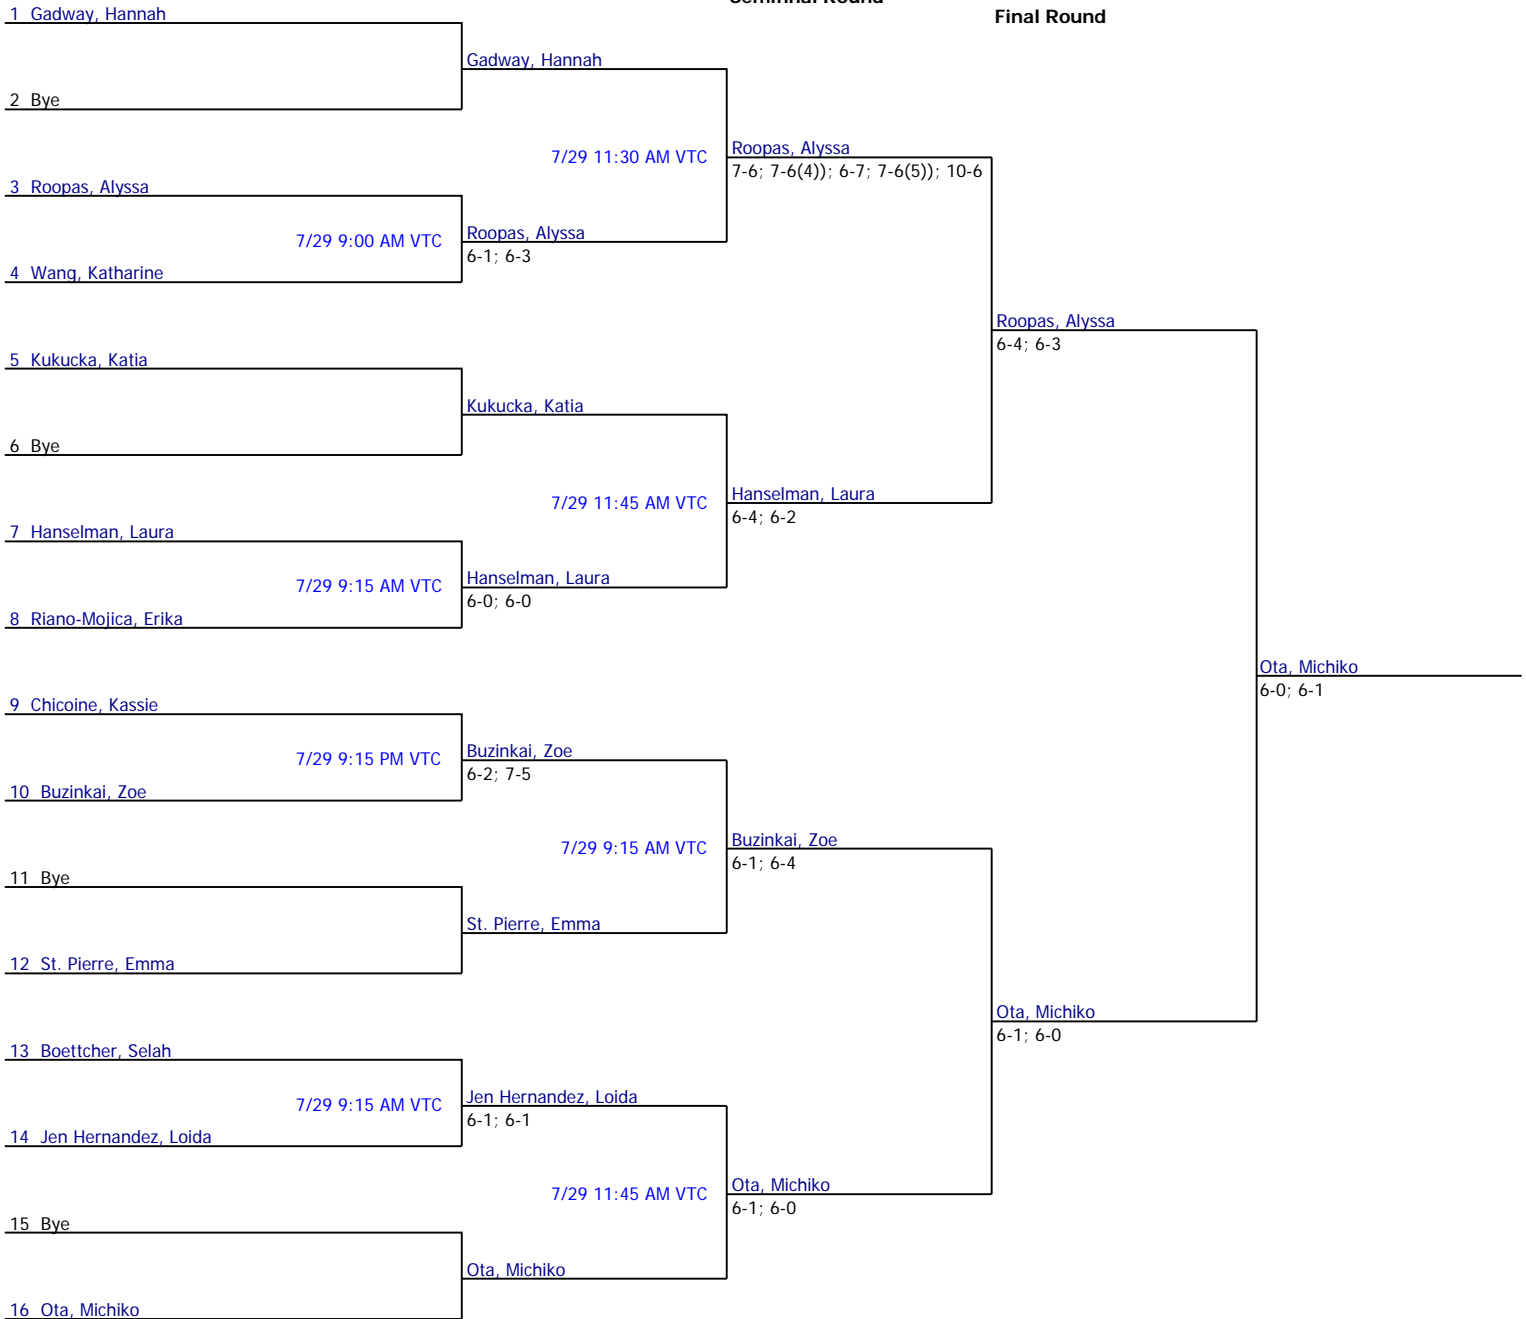 Semifinal Round
Final Round
1 Gadway, Hannah
Gadway, Hannah
2 Bye
7/29 11:30 AM VTC
Roopas, Alyssa
7-6; 7-6(4)); 6-7; 7-6(5)); 10-6
3 Roopas, Alyssa
7/29 9:00 AM VTC
Roopas, Alyssa
6-1; 6-3
4 Wang, Katharine
Roopas, Alyssa
6-4; 6-3
5 Kukucka, Katia
Kukucka, Katia
6 Bye
7/29 11:45 AM VTC
Hanselman, Laura
6-4; 6-2
7 Hanselman, Laura
7/29 9:15 AM VTC
Hanselman, Laura
6-0; 6-0
8 Riano-Mojica, Erika
Ota, Michiko
6-0; 6-1
9 Chicoine, Kassie
7/29 9:15 PM VTC
Buzinkai, Zoe
6-2; 7-5
10 Buzinkai, Zoe
7/29 9:15 AM VTC
Buzinkai, Zoe
6-1; 6-4
11 Bye
St. Pierre, Emma
12 St. Pierre, Emma
Ota, Michiko
6-1; 6-0
13 Boettcher, Selah
7/29 9:15 AM VTC
Jen Hernandez, Loida
6-1; 6-1
14 Jen Hernandez, Loida
7/29 11:45 AM VTC
Ota, Michiko
6-1; 6-0
15 Bye
Ota, Michiko
16 Ota, Michiko